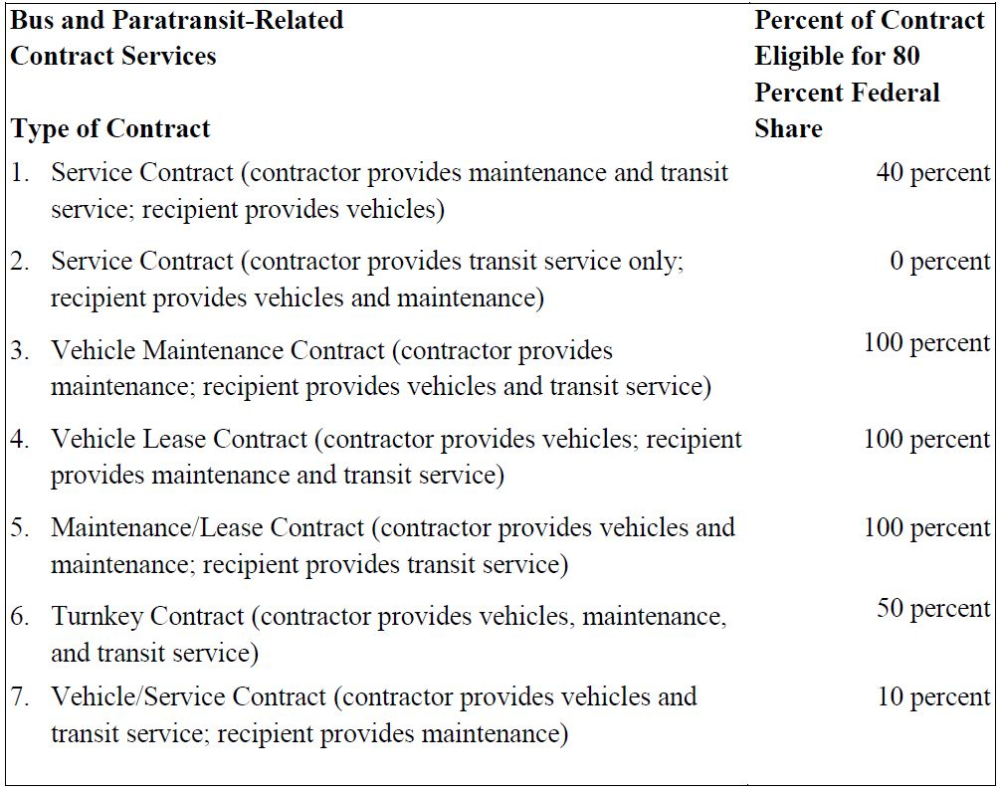 Bus and Paratransit-Related
Contract Services
Type of Contract
Percent of Contract
Eligible for 80
Percent Federal
Share
1. Service Contract (contractor provides maintenance and transit
service; recipient provides vehicles)
40 percent
2. Service Contract (contractor provides transit service only;
recipient provides vehicles and maintenance)
0 percent
3. Vehicle Maintenance Contract (contractor provides
maintenance; recipient provides vehicles and transit service)
100 percent
4. Vehicle Lease Contract (contractor provides vehicles; recipient
provides maintenance and transit service)
100 percent
5. Maintenance/Lease Contract (contractor provides vehicles and
maintenance; recipient provides transit service)
100 percent
6. Turnkey Contract (contractor provides vehicles, maintenance,
and transit service)
50 percent
7. Vehicle/Service Contract (contractor provides vehicles and
transit service; recipient provides maintenance)
10 percent